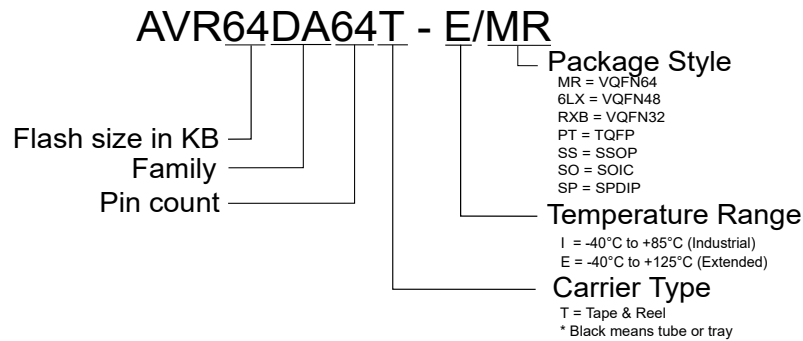 AVR64DA64T - E/MR
Package Style
MR = VQFN64
6LX = VQFN48
RXB = VQFN32
PT = TQFP
SS = SSOP
SO = SOIC
SP = SPDIP
Flash size in KB
Family
Pin count
Temperature Range
I = -40°C to +85°C (Industrial)
E = -40°C to +125°C (Extended)
Carrier Type
T = Tape & Reel
* Black means tube or tray